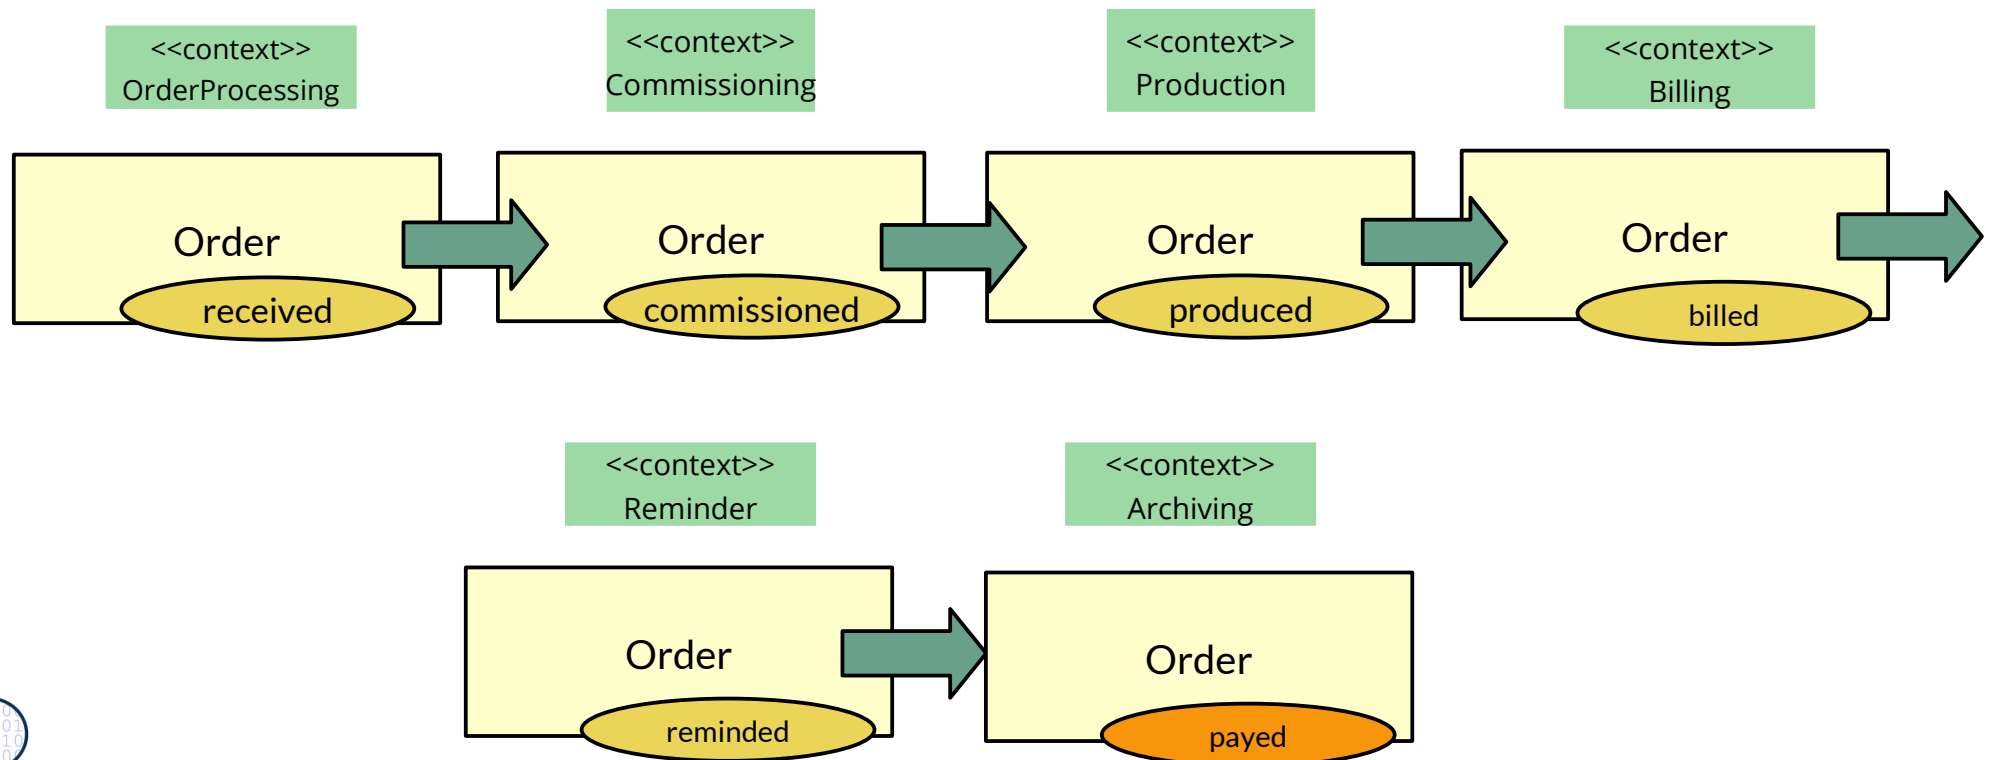 <<context>>
OrderProcessing
<<context>>
Commissioning
<<context>>
Production
<<context>>
Billing
Order
received
Order
commissioned
Order
produced
Order
billed
<<context>>
Reminder
<<context>>
Archiving
Order
reminded
Order
payed